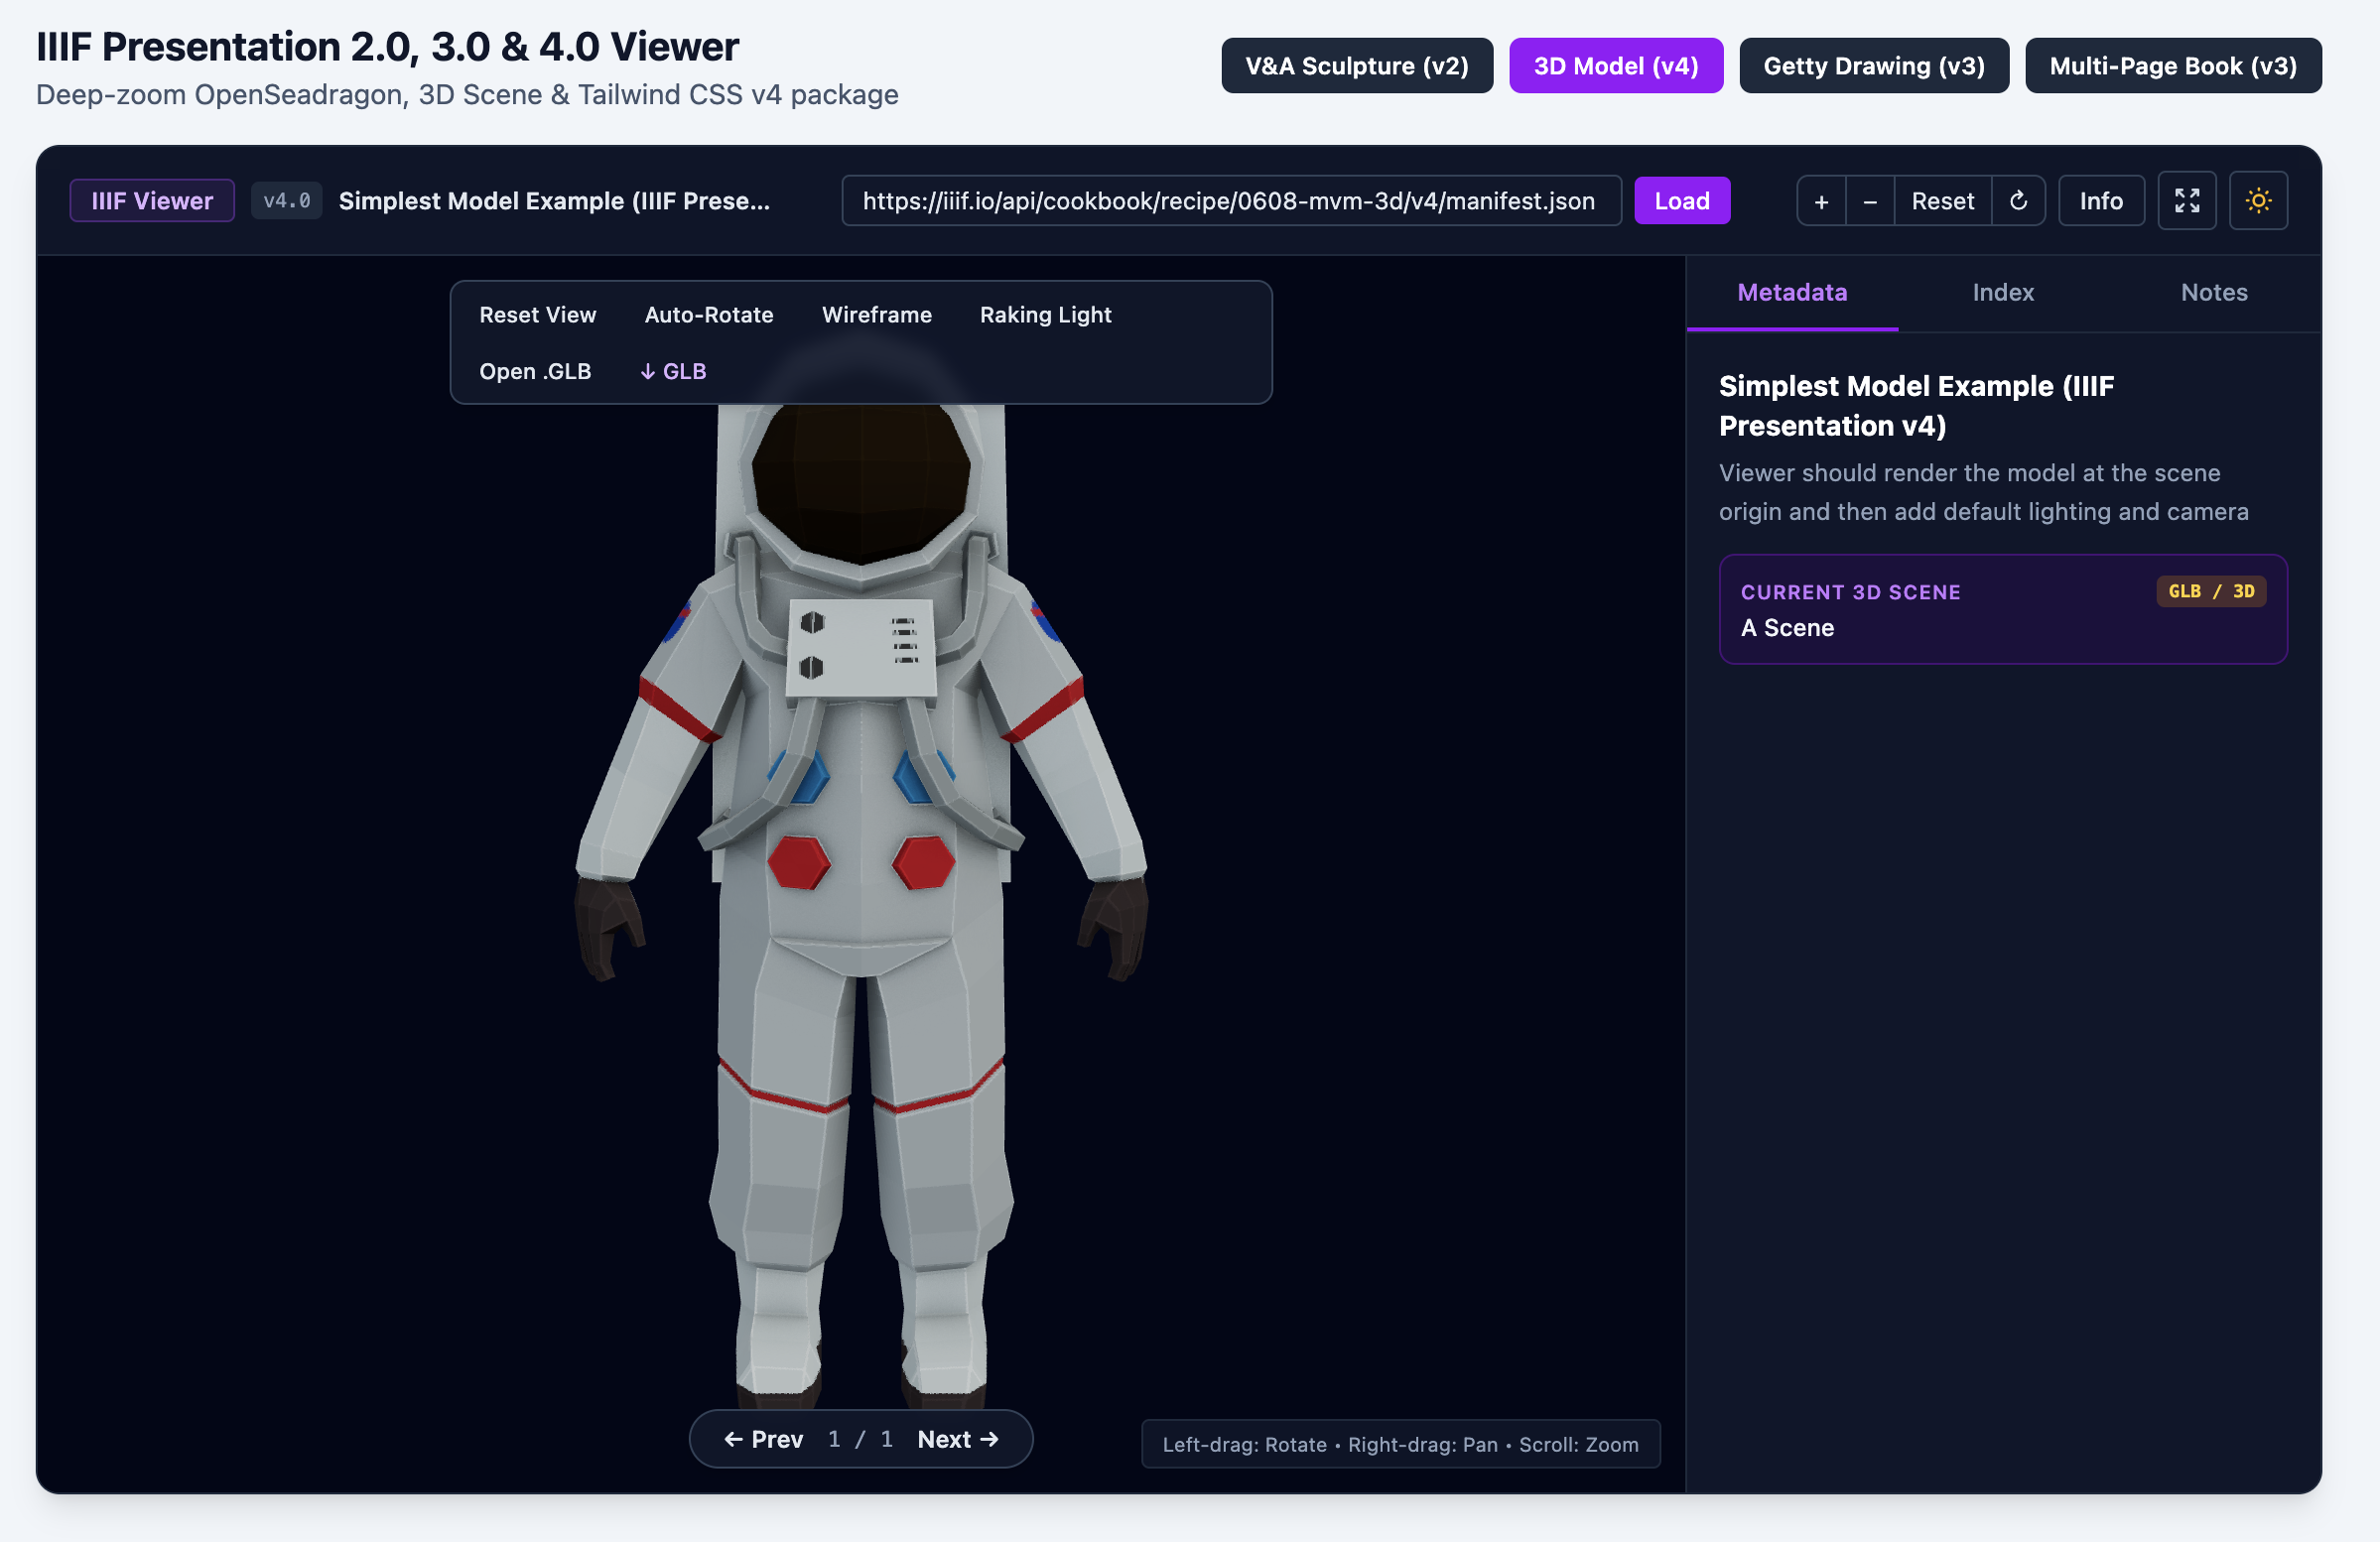 IIIF Presentation 2.0, 3.0 & 4.0 Viewer
Deep-zoom OpenSeadragon, 3D Scene & Tailwind CSS v4 package
V&A Sculpture (v2)
3D Model (v4)
Getty Drawing (v3)
Multi-Page Book (v3)
IIIF Viewer
v4.0
Simplest Model Example (IIIF Prese...
https://iiif.io/api/cookbook/recipe/0608-mvm-3d/v4/manifest.json
Load
+
−
Reset
↻
Info
Reset View
Auto-Rotate
Wireframe
Raking Light
Open .GLB
↓ GLB
Metadata
Index
Notes
Simplest Model Example (IIIF
Presentation v4)
Viewer should render the model at the scene
origin and then add default lighting and camera
CURRENT 3D SCENE
GLB / 3D
A Scene
← Prev
1 / 1
Next →
Left-drag: Rotate • Right-drag: Pan • Scroll: Zoom